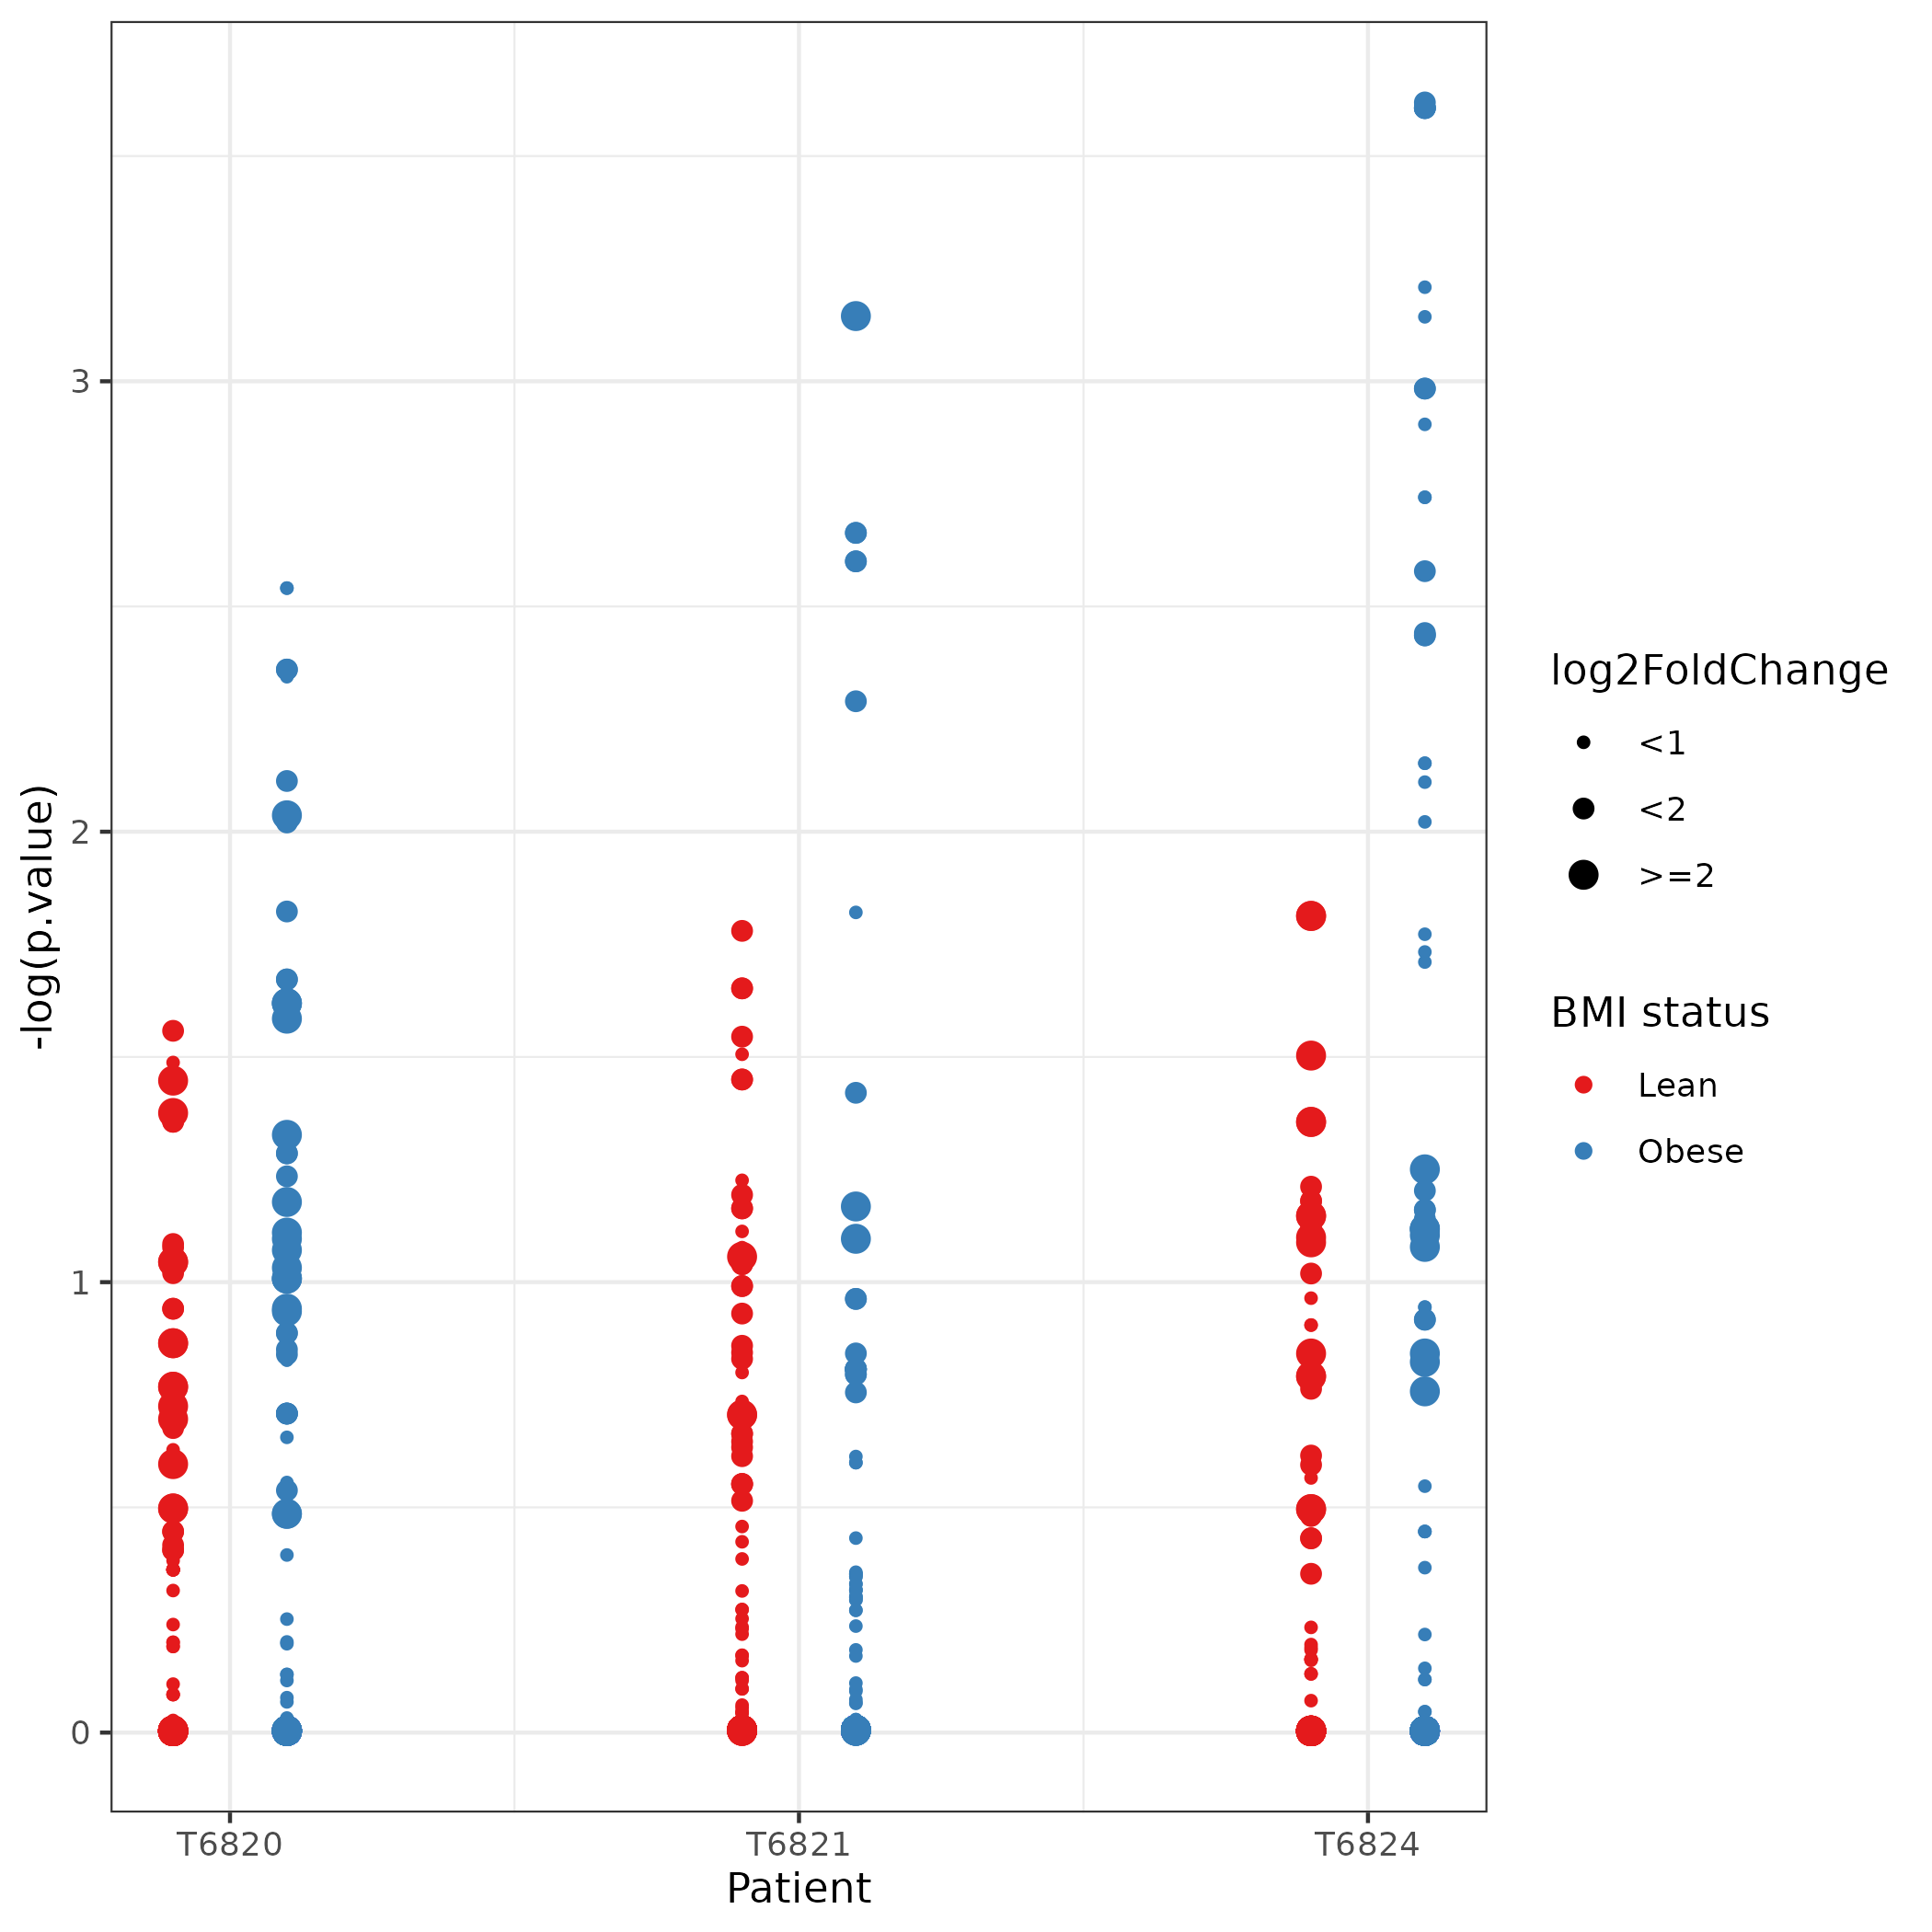 -log(p.value)
3
2
1
0
T6820
T6821
T6824
Patient
log2FoldChange
<1
<2
>=2
BMI status
Lean
Obese